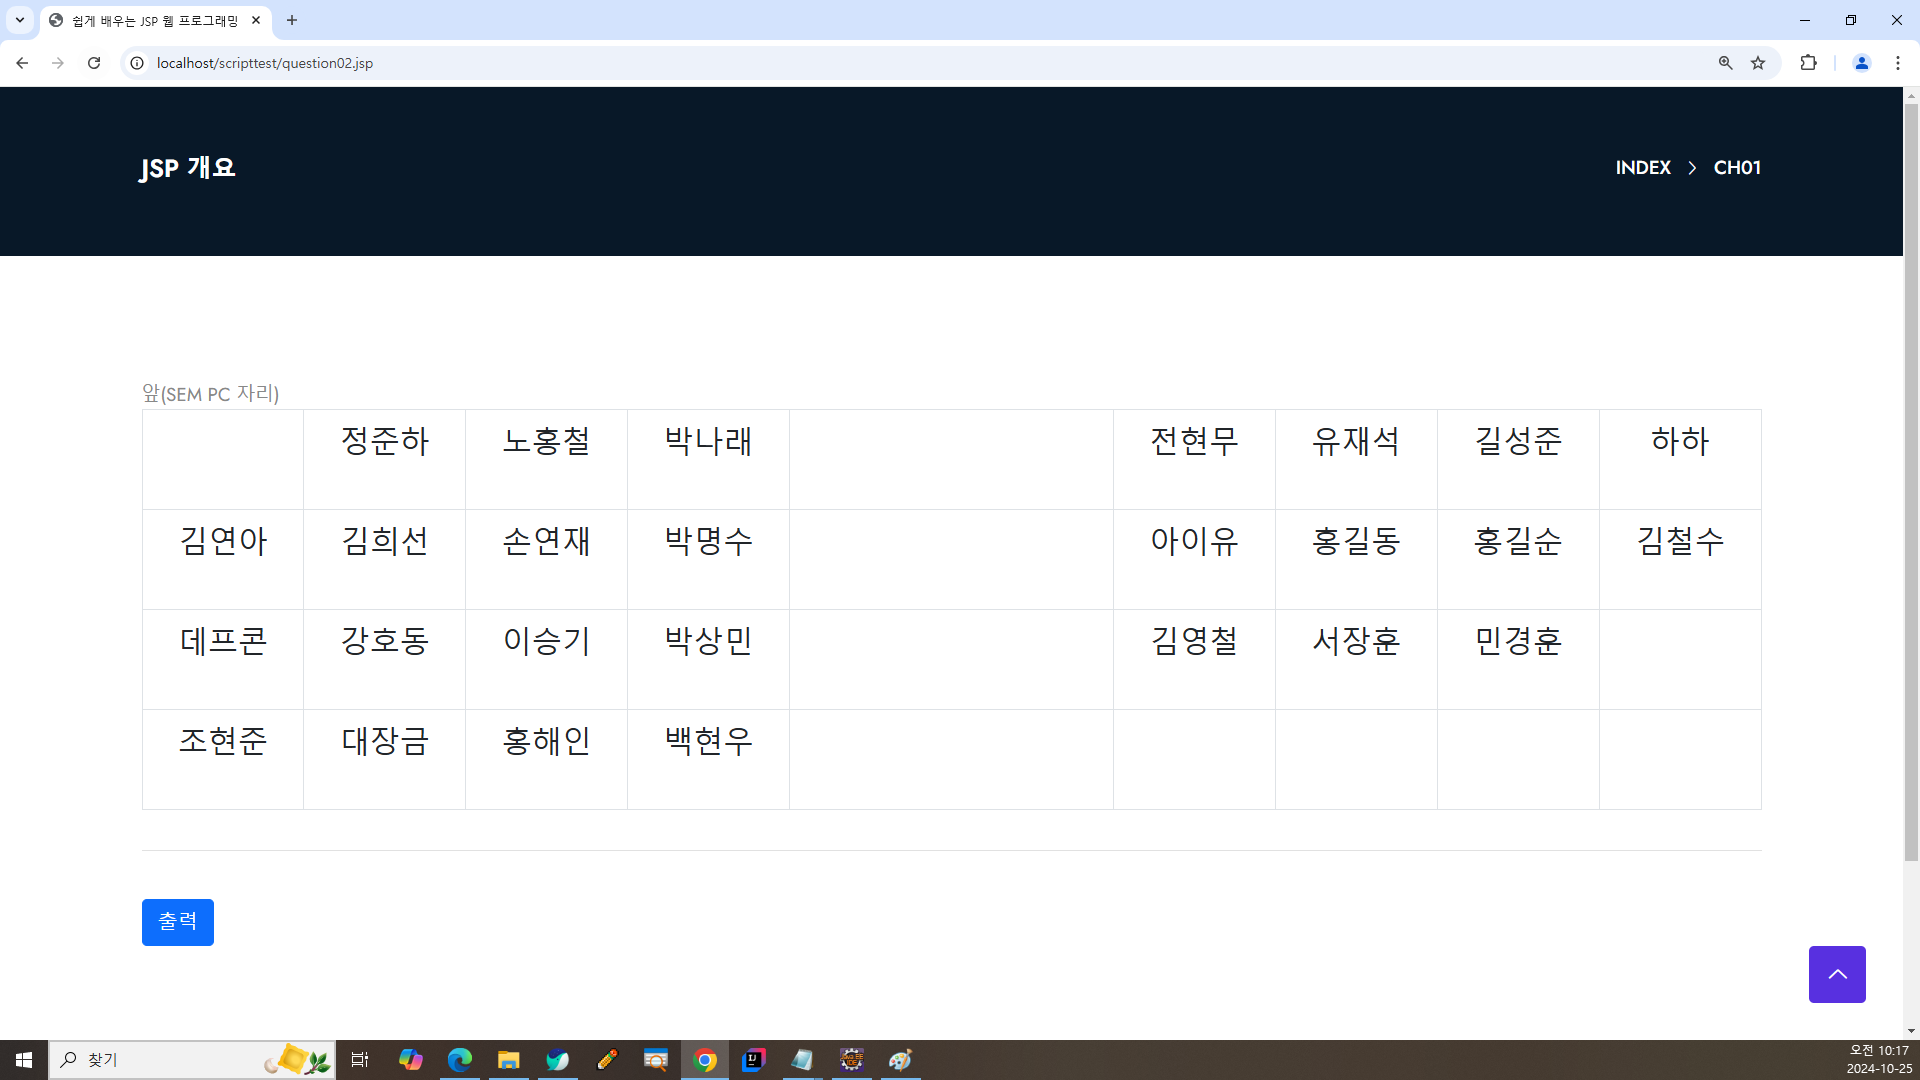 쉽게 배우는 JSP 웹 프로그래밍
localhost/scripttest/question02.jsp
JSP 개요
INDEX > CH01
앞(SEM PC 자리)
정준하 노홍철 박나래 전현무 유재석 길성준 하하
김연아 김희선 손연재 박명수 아이유 홍길동 홍길순 김철수
데프콘 강호동 이승기 박상민 김영철 서장훈 민경훈
조현준 대장금 홍해인 백현우
출력
찾기
오전 10:17
2024-10-25